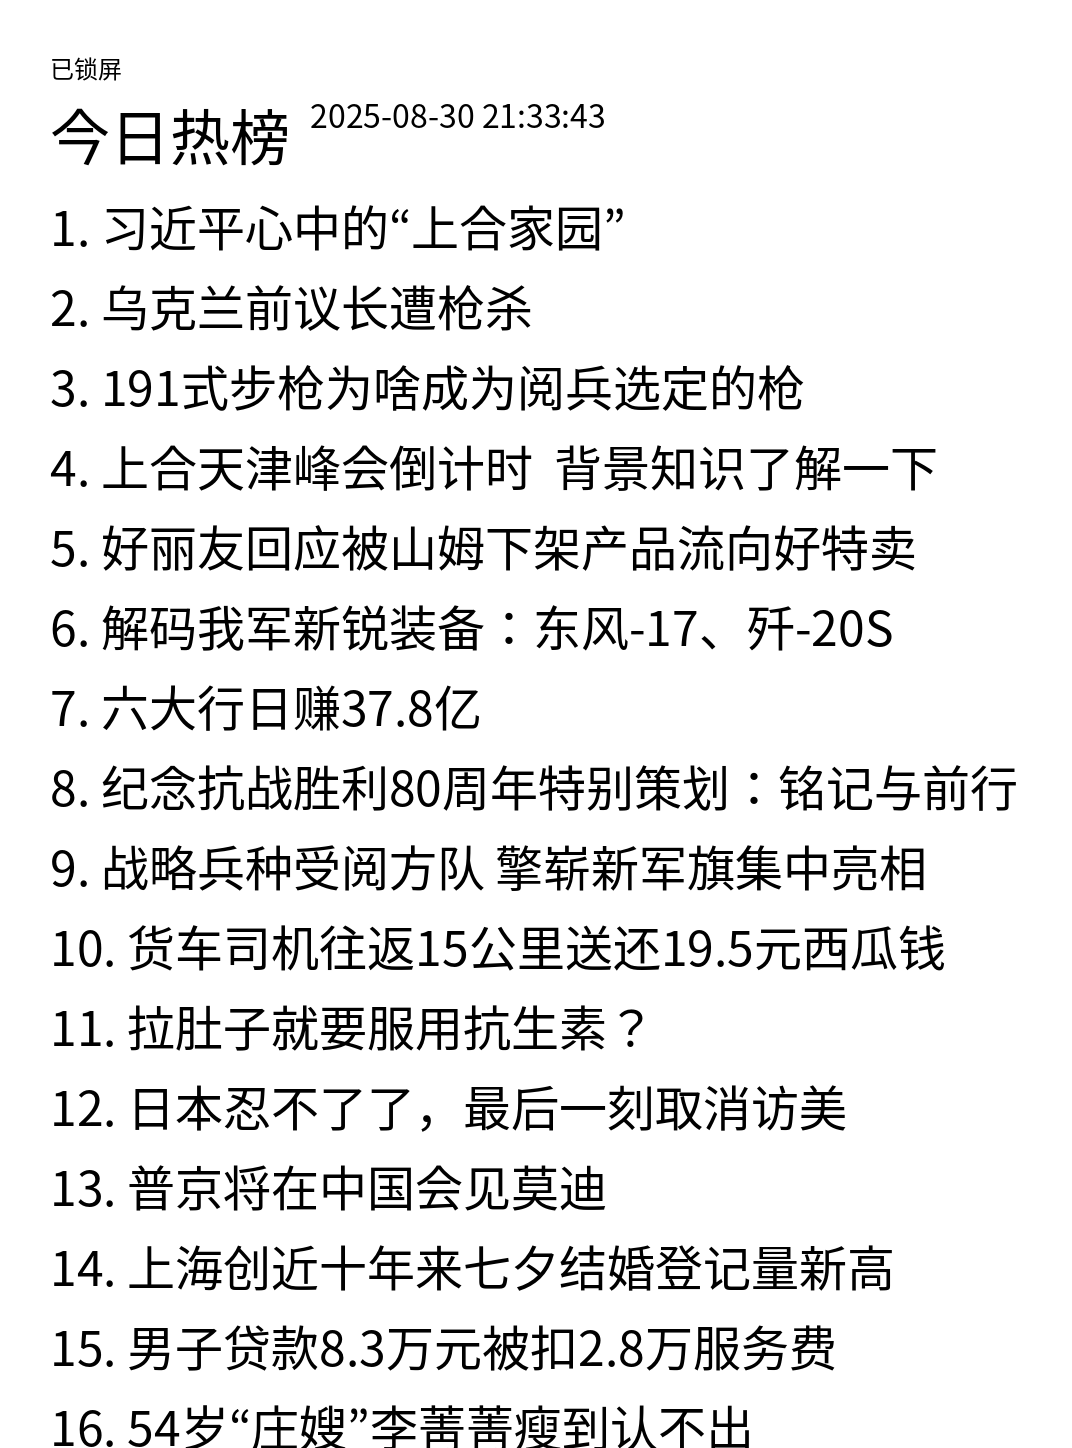 已锁屏
今日热榜 2025-08-30 21:33:43
1. 习近平心中的“上合家园”
2. 乌克兰前议长遭枪杀
3. 191式步枪为啥成为阅兵选定的枪
4. 上合天津峰会倒计时 背景知识了解一下
5. 好丽友回应被山姆下架产品流向好特卖
6. 解码我军新锐装备：东风-17、歼-20S
7. 六大行日赚37.8亿
8. 纪念抗战胜利80周年特别策划：铭记与前行
9. 战略兵种受阅方队 擎崭新军旗集中亮相
10. 货车司机往返15公里送还19.5元西瓜钱
11. 拉肚子就要服用抗生素？
12. 日本忍不了了，最后一刻取消访美
13. 普京将在中国会见莫迪
14. 上海创近十年来七夕结婚登记量新高
15. 男子贷款8.3万元被扣2.8万服务费
16. 54岁“庄嫂”李菁菁瘦到认不出